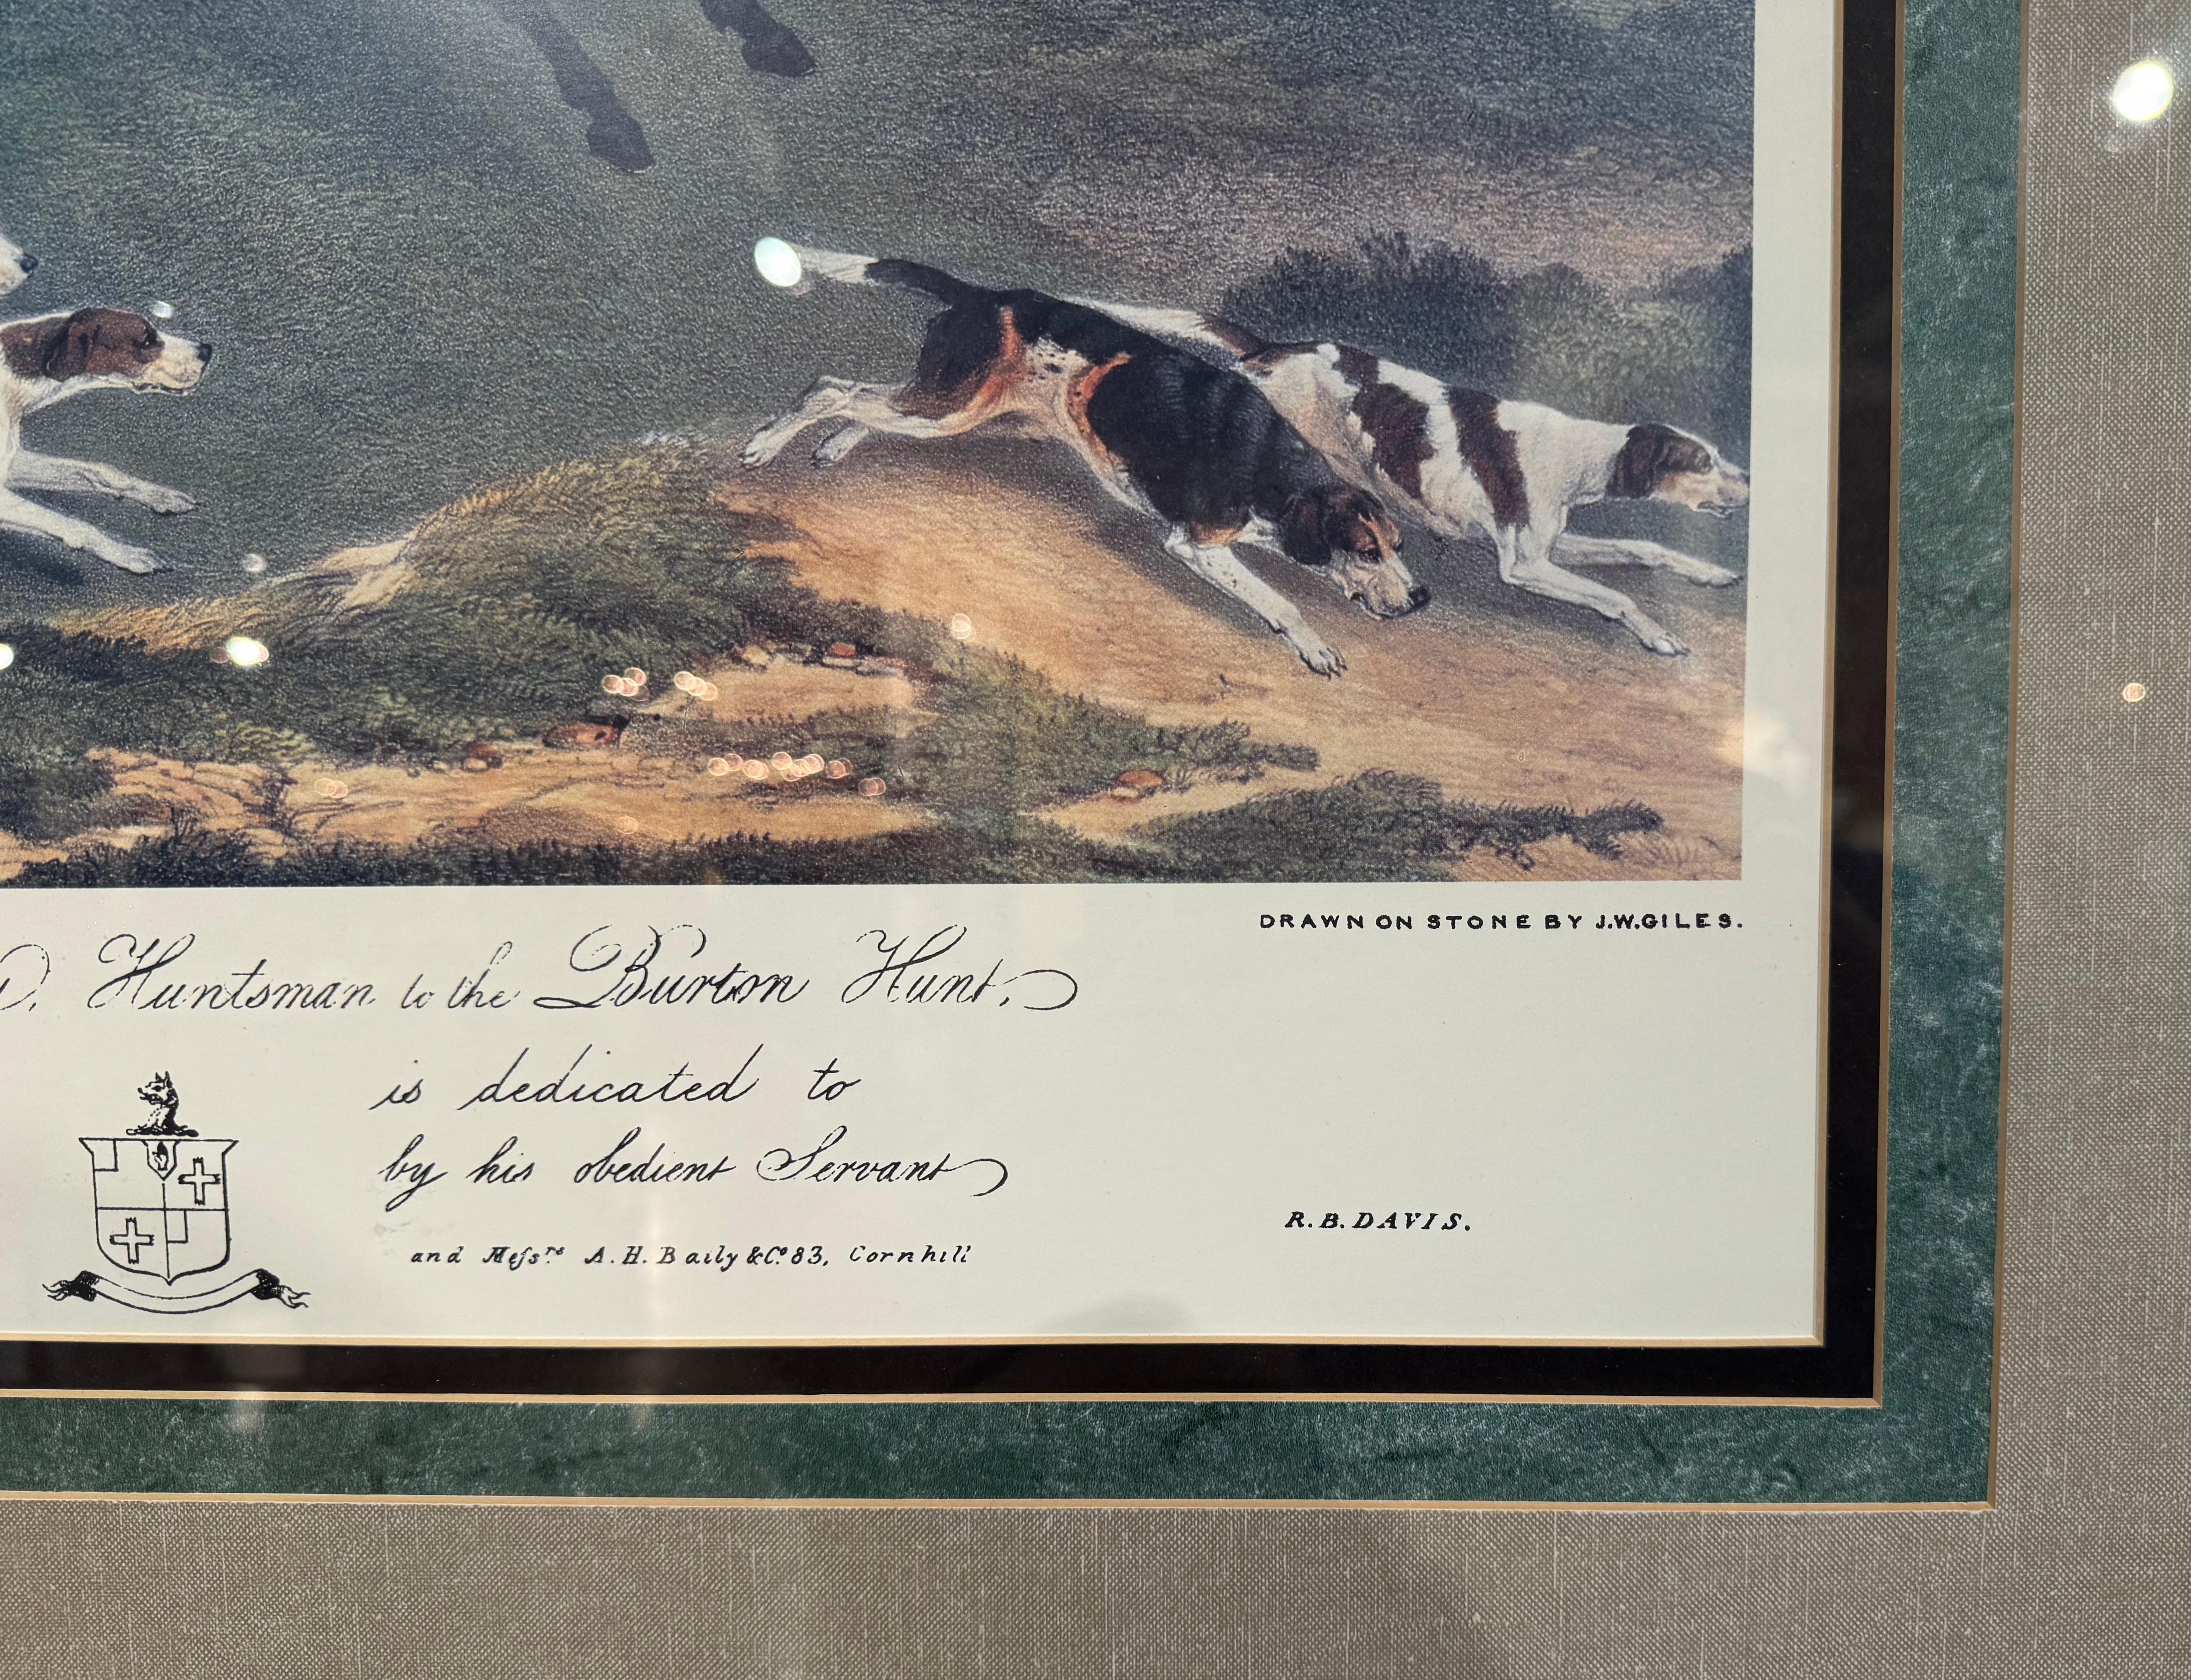 DRAWN ON STONE BY J.W.GILES.
D. Huntsman to the Burton Hunt.
is dedicated to
by his obedient Servant
R.B.DAVIS.
and Meſsrs A.H.Baily &Co 83, Cornhill